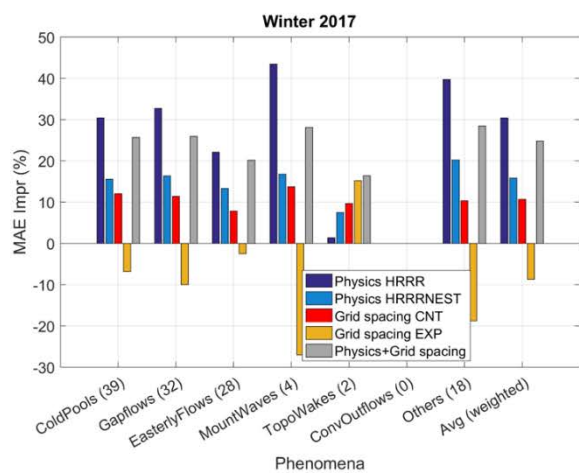 Winter 2017
MAE Impr (%)
50
40
30
20
10
0
-10
-20
-30
Physics HRRR
Physics HRRRNEST
Grid spacing CNT
Grid spacing EXP
Physics+Grid spacing
ColdPools (39)
Gapflows (32)
EasterlyFlows (28)
MountWaves (4)
TopoWakes (2)
ConvOutflows (0)
Others (18)
Avg (weighted)
Phenomena